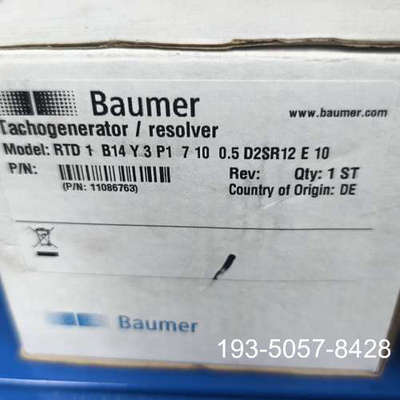 Baumer
www.baumer.com
Tachogenerator / resolver
Model: RTD 1 B14 Y 3 P1 7 10 0.5 D2SR12 E 10
P/N:
Rev: Qty: 1 ST
(P/N: 11086763) Country of Origin: DE
Baumer
193-5057-8428